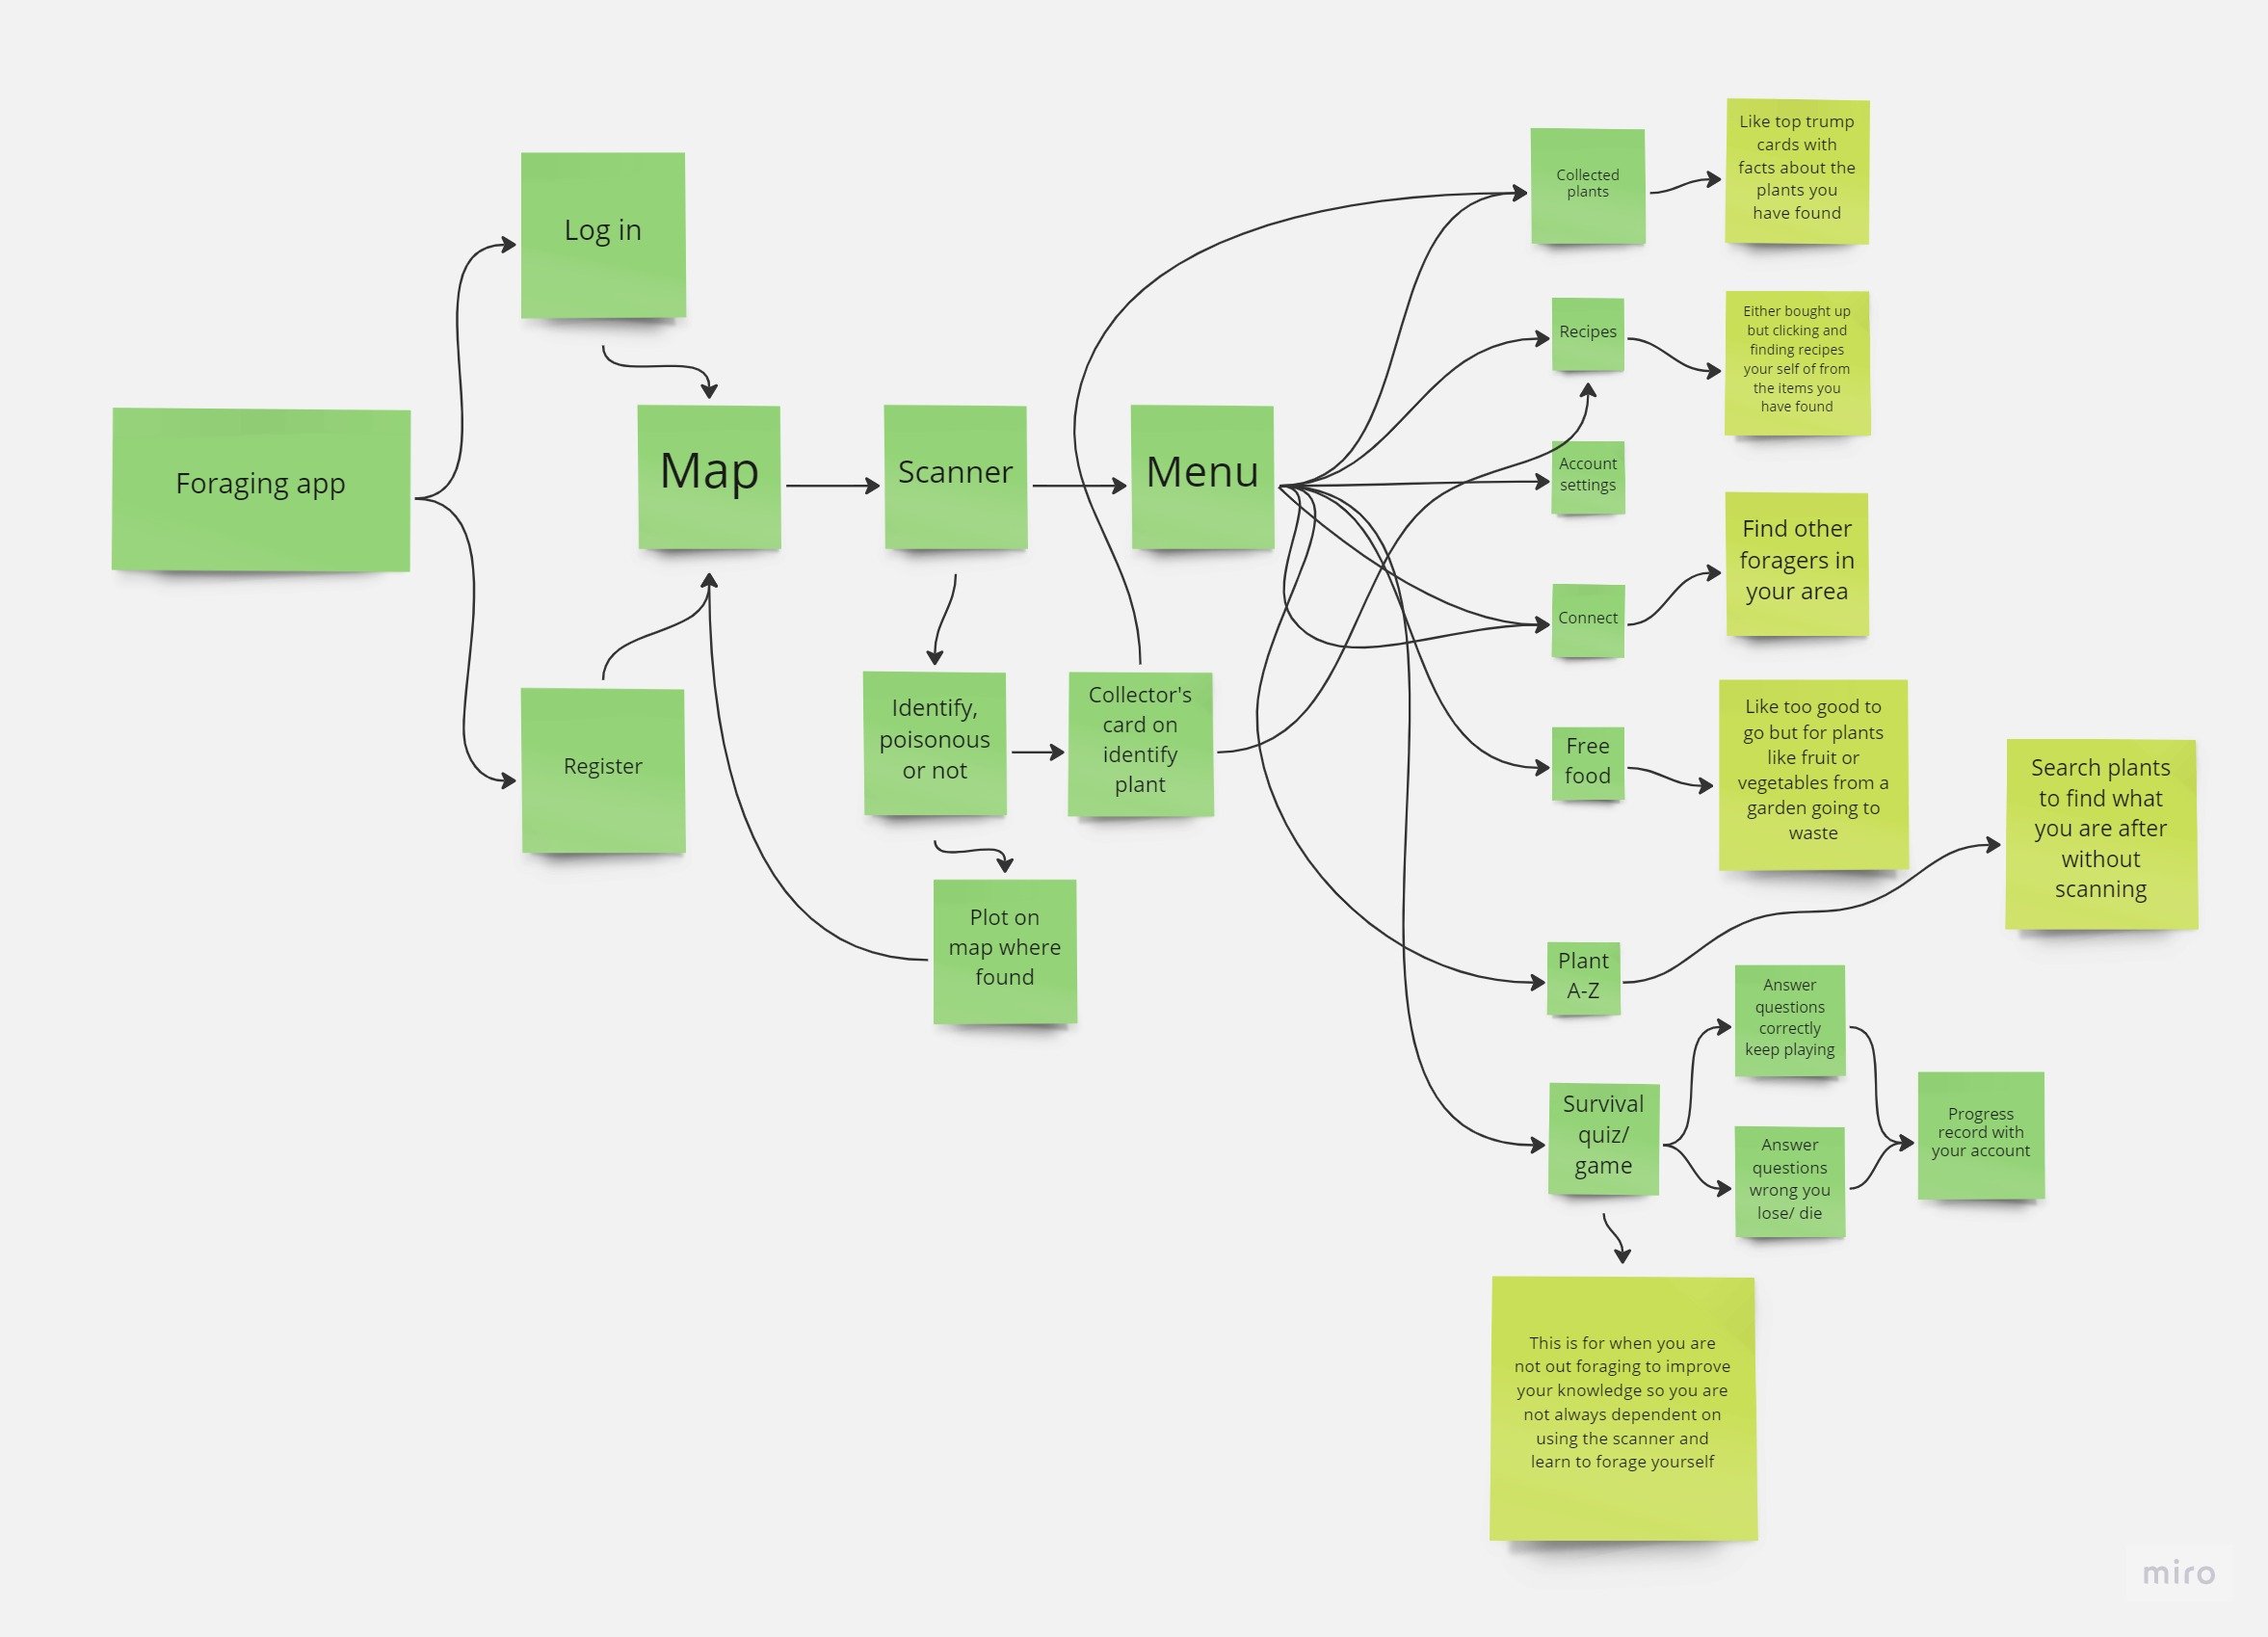 Foraging app
Log in
Register
Map
Scanner
Menu
Identify,
poisonous
or not
Collector's
card on
identify
plant
Plot on
map where
found
Collected
plants
Like top trump
cards with
facts about the
plants you
have found
Recipes
Either bought up
but clicking and
finding recipes
your self of from
the items you
have found
Account
settings
Connect
Find other
foragers in
your area
Free
food
Like too good to
go but for plants
like fruit or
vegetables from a
garden going to
waste
Plant
A-Z
Search plants
to find what
you are after
without
scanning
Survival
quiz/
game
Answer
questions
correctly
keep playing
Answer
questions
wrong you
lose/ die
Progress
record with
your account
This is for when you are
not out foraging to improve
your knowledge so you are
not always dependent on
using the scanner and
learn to forage yourself
miro